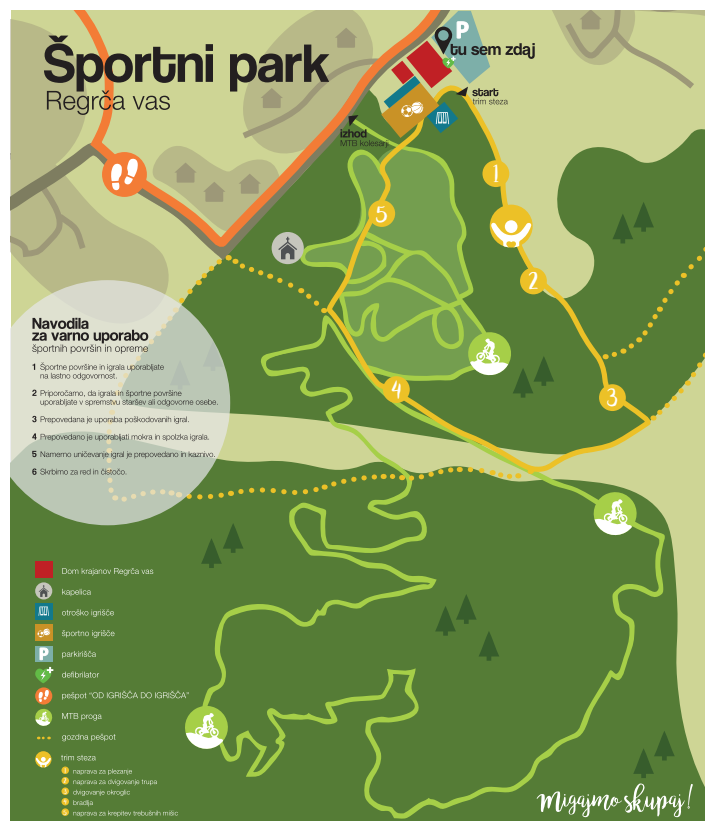 Športni park
Regrča vas
P
tu sem zdaj
start
trim steza
izhod
MTB kolesarji
1
5
2
4
3
Navodila
za varno uporabo
športnih površin in opreme
1 Športne površine in igrala uporabljate
na lastno odgovornost.
2 Priporočamo, da igrala in športne površine
uporabljate v spremstvu staršev ali odgovorne osebe.
3 Prepovedana je uporaba poškodovanih igral.
4 Prepovedano je uporabljati mokra in spolzka igrala.
5 Namerno uničevanje igral je prepovedano in kaznivo.
6 Skrbimo za red in čistočo.
Dom krajanov Regrča vas
kapelica
otroško igrišče
športno igrišče
P parkirišča
defibrilator
pešpot "OD IGRIŠČA DO IGRIŠČA"
MTB proga
gozdna pešpot
trim steza
1 naprava za plezanje
2 naprava za dvigovanje trupa
3 dvigovanje okroglic
4 bradlja
5 naprava za krepitev trebušnih mišic
Migajmo skupaj!